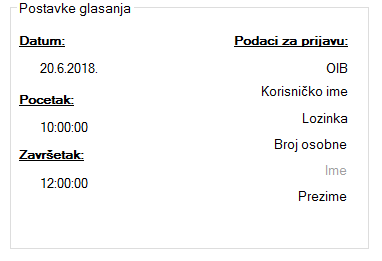 Postavke glasanja
Datum:
20.6.2018.
Pocetak:
10:00:00
Završetak:
12:00:00
Podaci za prijavu:
OIB
Korisničko ime
Lozinka
Broj osobne
Ime
Prezime